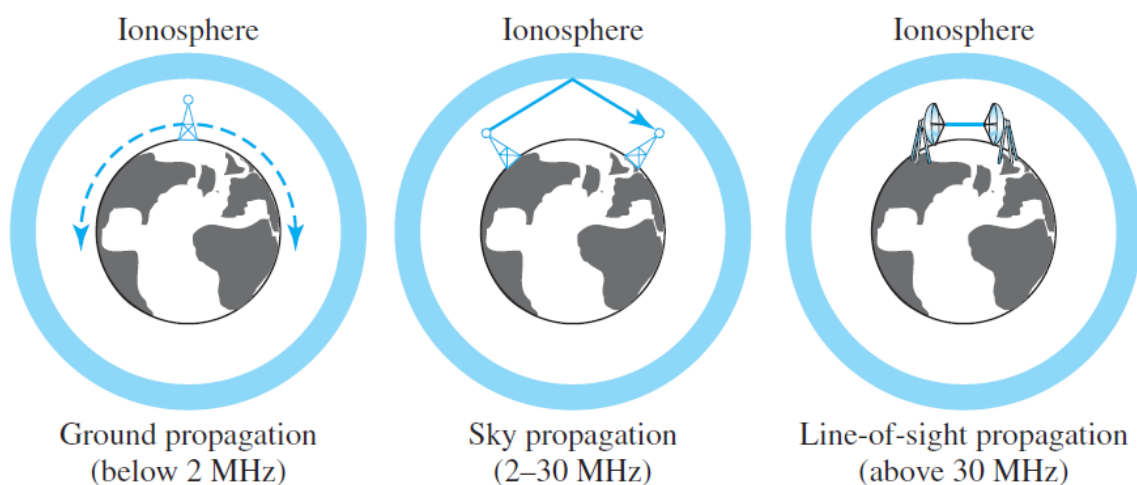 Ionosphere
Ionosphere
Ionosphere
Ground propagation
(below 2 MHz)
Sky propagation
(2–30 MHz)
Line-of-sight propagation
(above 30 MHz)